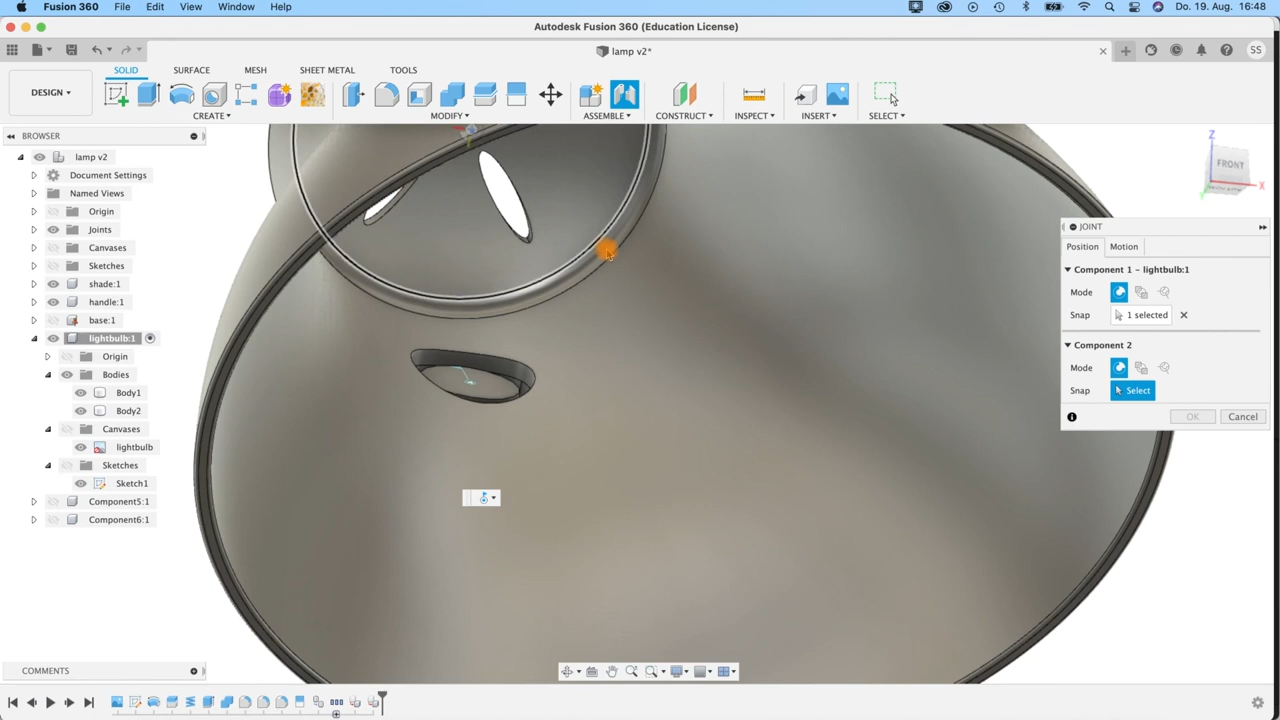 Fusion 360 File Edit View Window Help Do. 19. Aug. 16:48
Autodesk Fusion 360 (Education License)
lamp v2*
SS
SOLID SURFACE MESH SHEET METAL TOOLS
DESIGN
CREATE MODIFY ASSEMBLE CONSTRUCT INSPECT INSERT SELECT
BROWSER
lamp v2
Document Settings
Named Views
Origin
Joints
Canvases
Sketches
shade:1
handle:1
base:1
lightbulb:1
Origin
Bodies
Body1
Body2
Canvases
lightbulb
Sketches
Sketch1
Component5:1
Component6:1
Z
FRONT
X
Y
JOINT
Position Motion
Component 1 - lightbulb:1
Mode
Snap 1 selected
Component 2
Mode
Snap Select
OK Cancel
COMMENTS